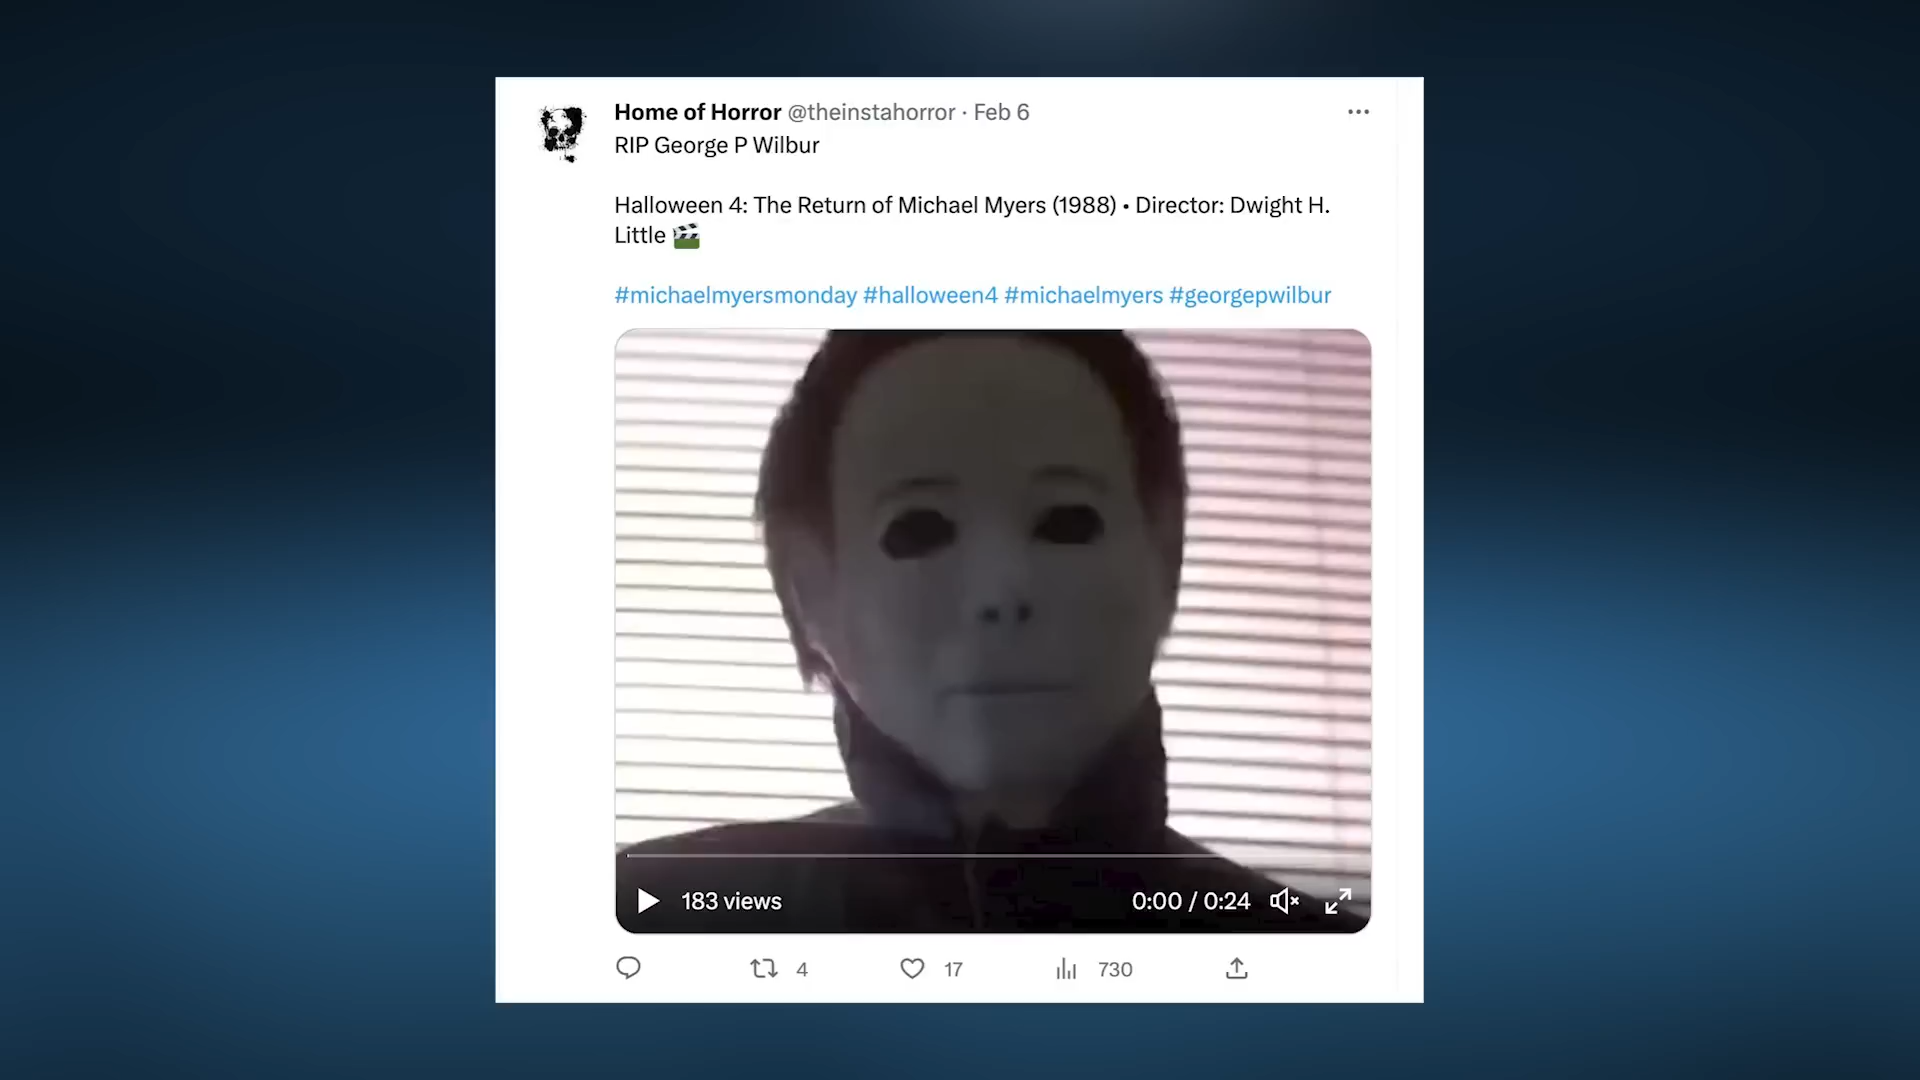 Home of Horror @theinstahorror · Feb 6
RIP George P Wilbur
Halloween 4: The Return of Michael Myers (1988) • Director: Dwight H.
Little 🎬
#michaelmyersmonday #halloween4 #michaelmyers #georgepwilbur
183 views 0:00 / 0:24
4 17 730